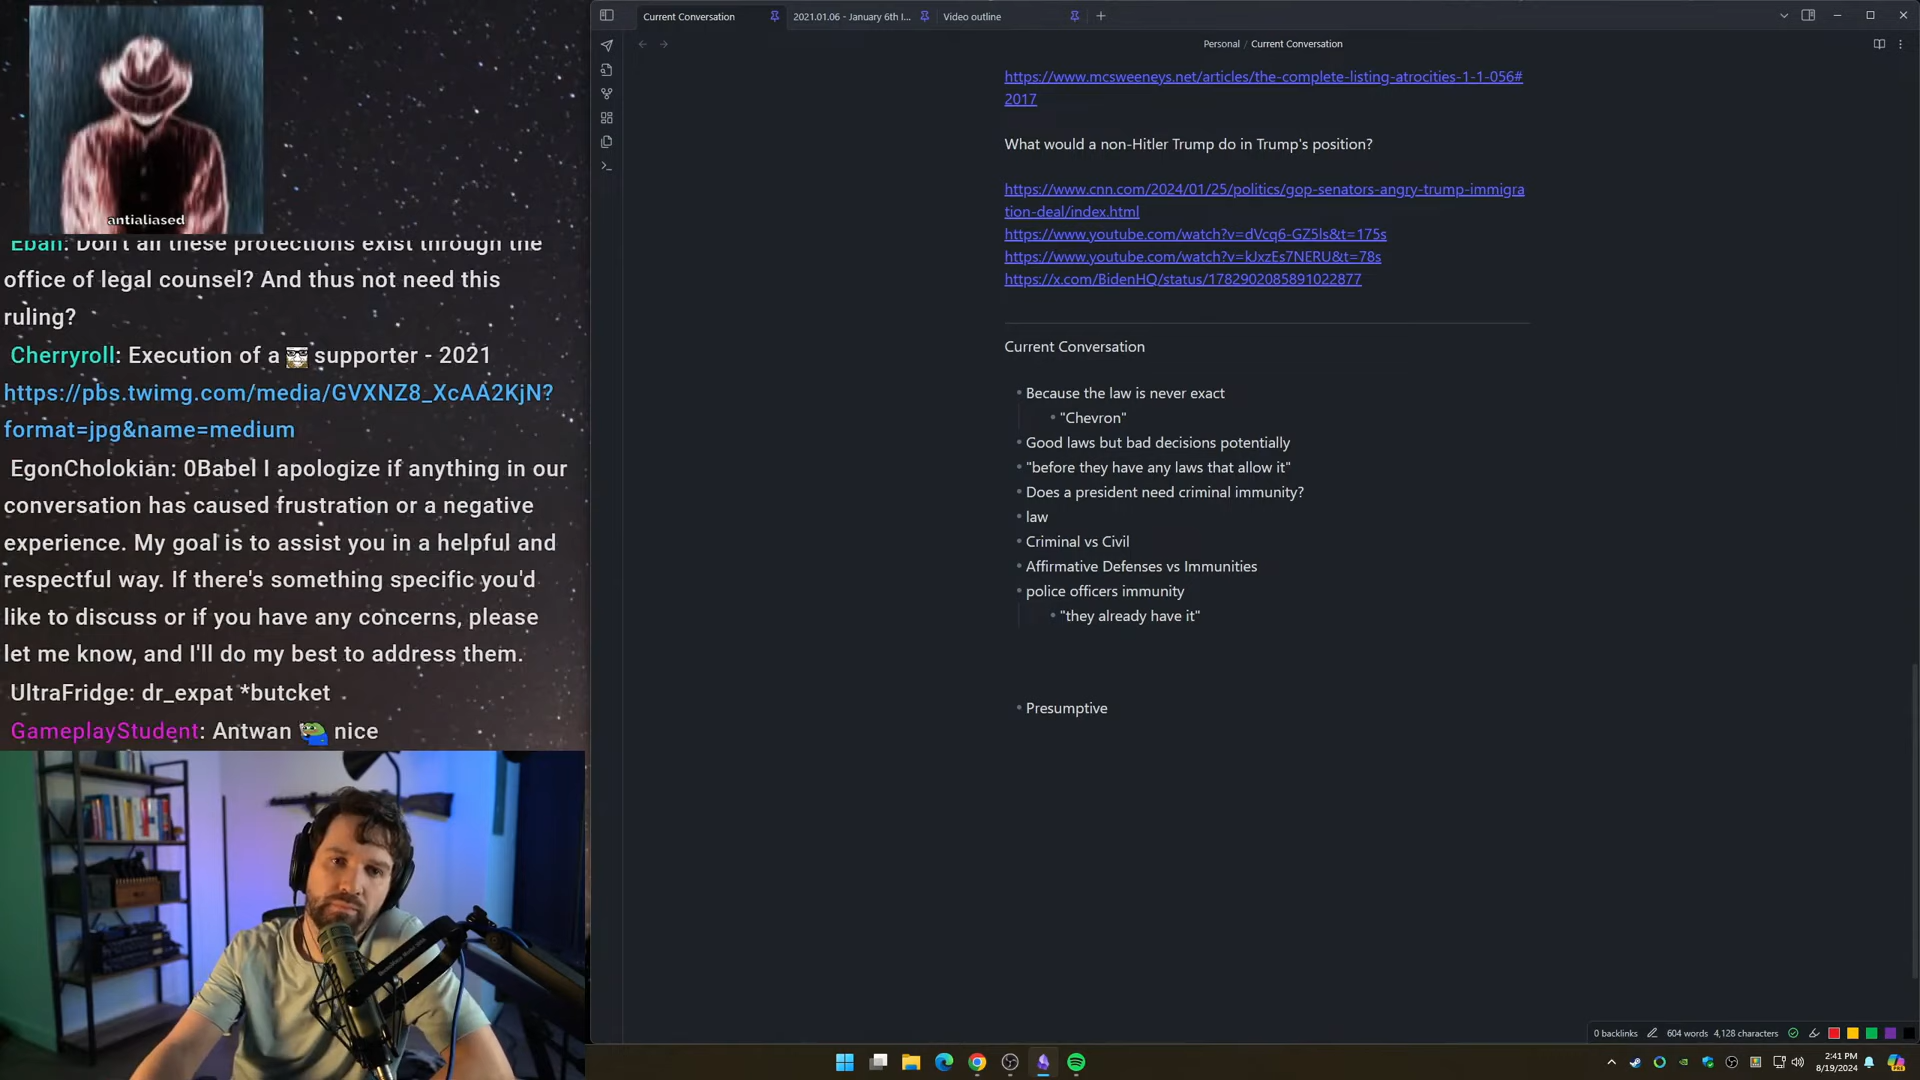 antialiased
Eban: Don't all these protections exist through the
office of legal counsel? And thus not need this
ruling?
Cherryroll: Execution of a supporter - 2021
https://pbs.twimg.com/media/GVXNZ8_XcAA2KjN?
format=jpg&name=medium
EgonCholokian: 0Babel I apologize if anything in our
conversation has caused frustration or a negative
experience. My goal is to assist you in a helpful and
respectful way. If there's something specific you'd
like to discuss or if you have any concerns, please
let me know, and I'll do my best to address them.
UltraFridge: dr_expat *butcket
GameplayStudent: Antwan nice
Current Conversation
2021.01.06 - January 6th I...
Video outline
Personal / Current Conversation
https://www.mcsweeneys.net/articles/the-complete-listing-atrocities-1-1-056#
2017
What would a non-Hitler Trump do in Trump's position?
https://www.cnn.com/2024/01/25/politics/gop-senators-angry-trump-immigra
tion-deal/index.html
https://www.youtube.com/watch?v=dVcq6-GZ5ls&t=175s
https://www.youtube.com/watch?v=kJxzEs7NERU&t=78s
https://x.com/BidenHQ/status/1782902085891022877
Current Conversation
Because the law is never exact
"Chevron"
Good laws but bad decisions potentially
"before they have any laws that allow it"
Does a president need criminal immunity?
law
Criminal vs Civil
Affirmative Defenses vs Immunities
police officers immunity
"they already have it"
Presumptive
0 backlinks 604 words 4,128 characters
2:41 PM
8/19/2024